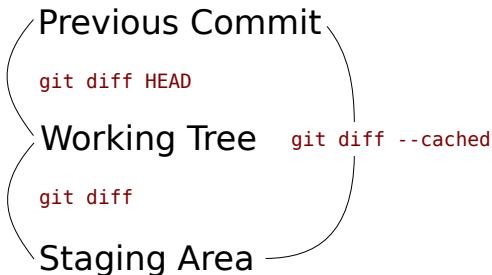 Previous Commit
git diff HEAD
Working Tree
git diff --cached
git diff
Staging Area